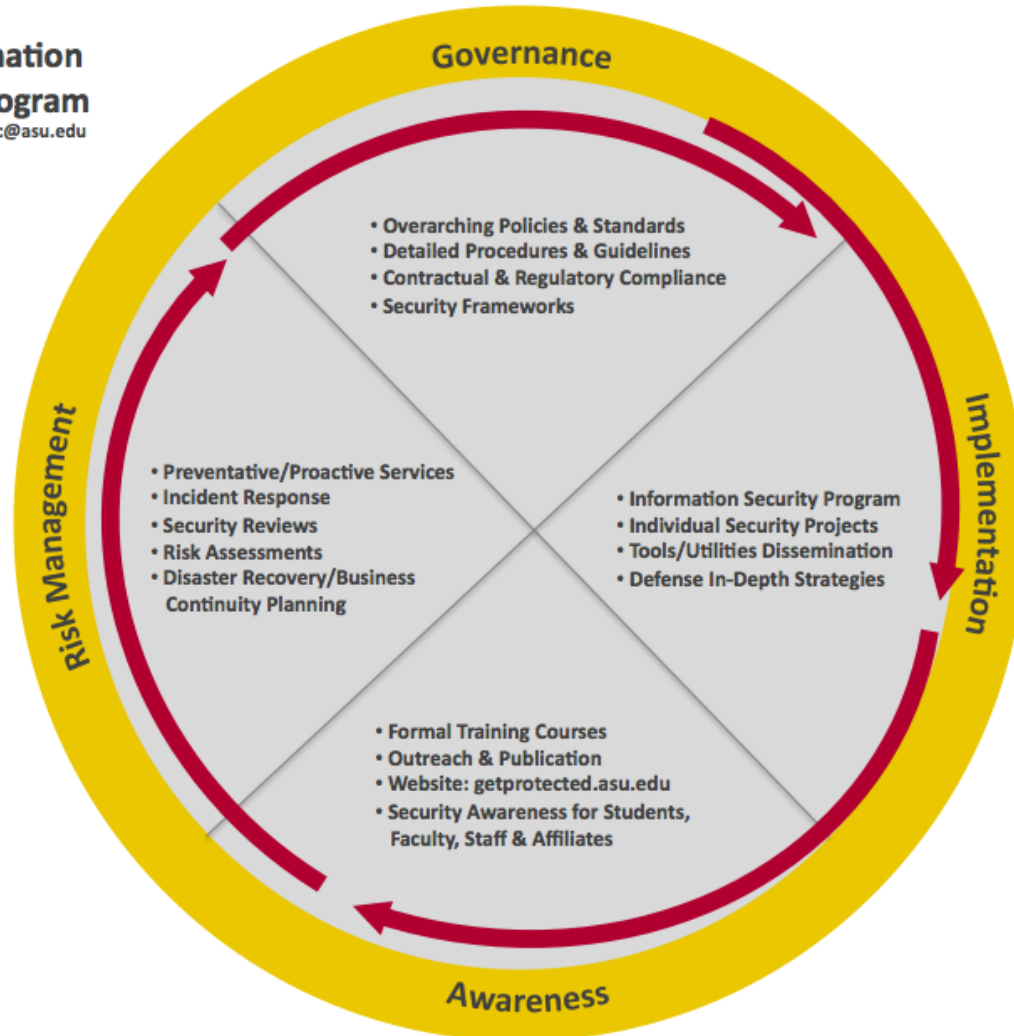 nation
ogram
c@asu.edu
Governance
• Overarching Policies & Standards
• Detailed Procedures & Guidelines
• Contractual & Regulatory Compliance
• Security Frameworks
Risk Management
• Preventative/Proactive Services
• Incident Response
• Security Reviews
• Risk Assessments
• Disaster Recovery/Business
Continuity Planning
• Information Security Program
• Individual Security Projects
• Tools/Utilities Dissemination
• Defense In-Depth Strategies
Implementation
• Formal Training Courses
• Outreach & Publication
• Website: getprotected.asu.edu
• Security Awareness for Students,
Faculty, Staff & Affiliates
Awareness